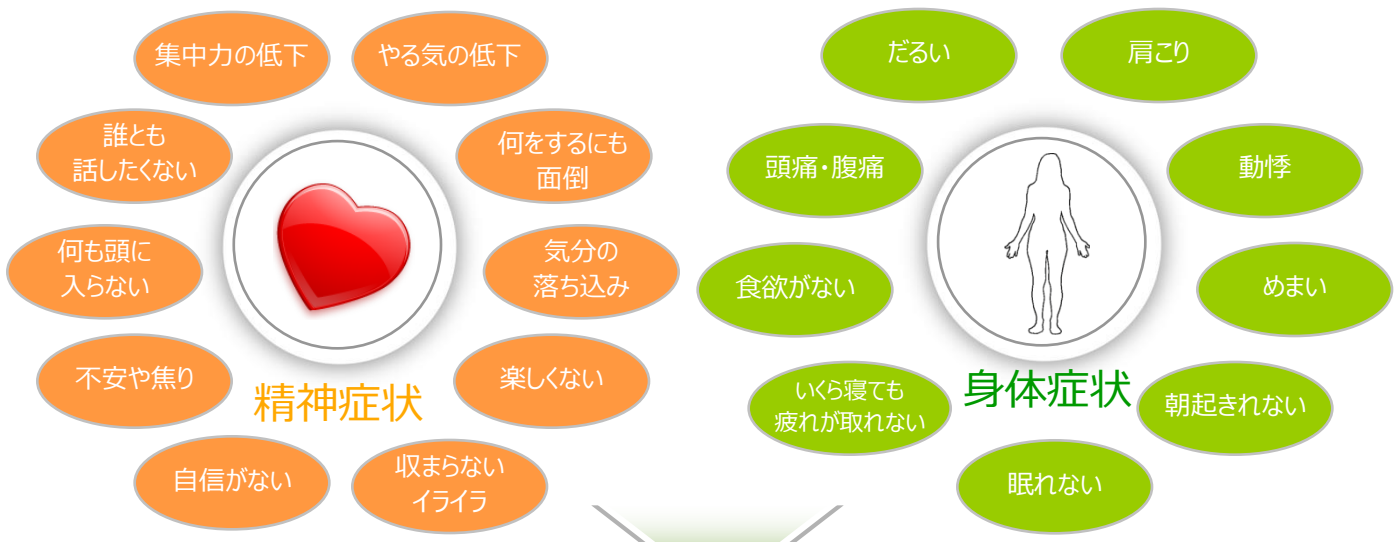 集中力の低下
やる気の低下
誰とも
話したくない
何をするにも
面倒
何も頭に
入らない
気分の
落ち込み
不安や焦り
楽しくない
精神症状
自信がない
収まらない
イライラ
だるい
肩こり
頭痛・腹痛
動悸
食欲がない
めまい
いくら寝ても
疲れが取れない
身体症状
朝起きれない
眠れない